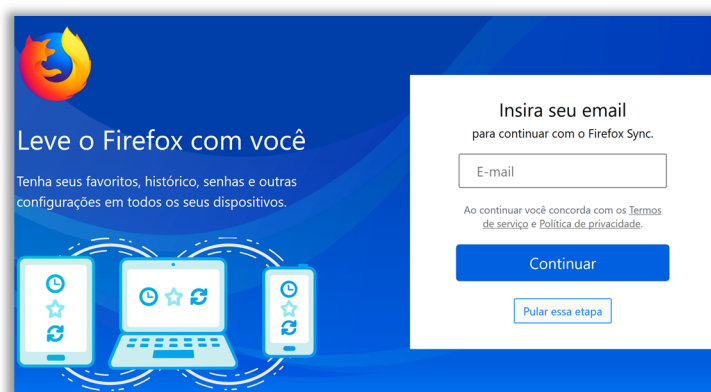 Leve o Firefox com você
Tenha seus favoritos, histórico, senhas e outras
configurações em todos os seus dispositivos.
Insira seu email
para continuar com o Firefox Sync.
E-mail
Ao continuar você concorda com os Termos
de serviço e Política de privacidade.
Continuar
Pular essa etapa